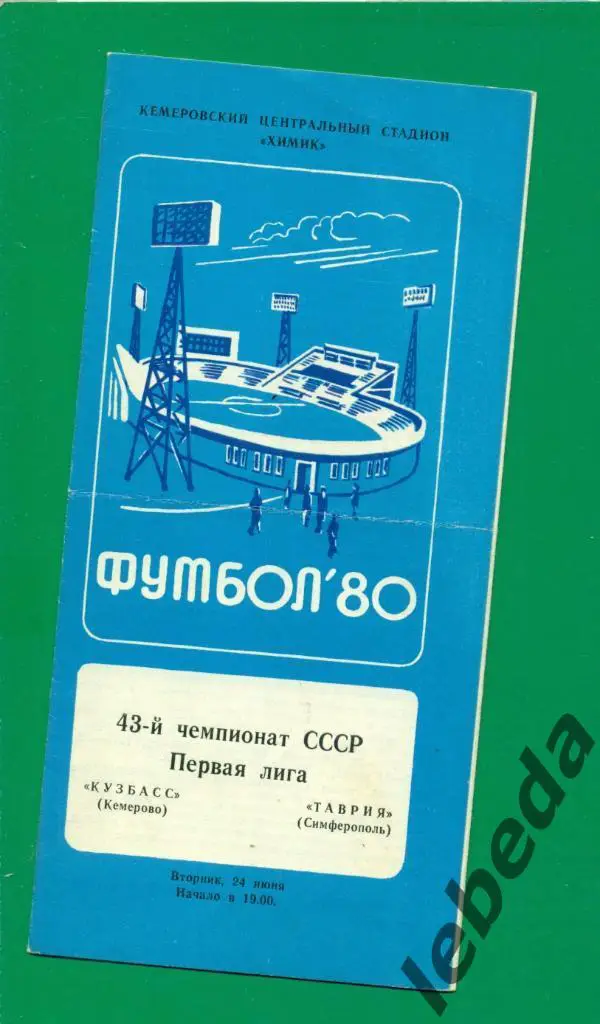 КЕМЕРОВСКИЙ ЦЕНТРАЛЬНЫЙ СТАДИОН
«ХИМИК»
ФУТБОЛ'80
43-й чемпионат СССР
Первая лига
«КУЗБАСС» «ТАВРИЯ»
(Кемерово) (Симферополь)
Вторник, 24 июня
Начало в 19.00.
lebeda